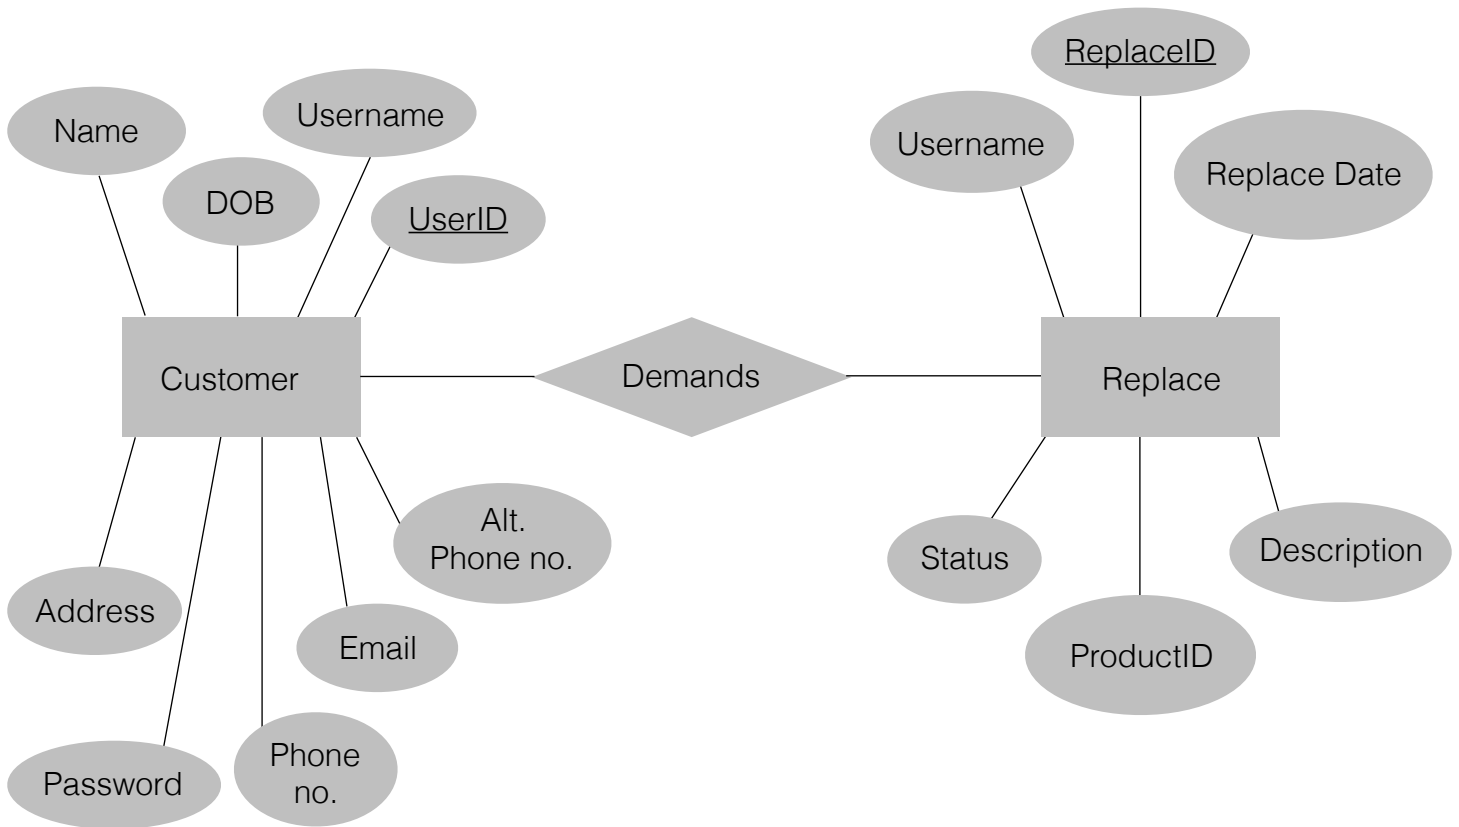 ReplaceID
Username
Name
Username
Replace Date
DOB
UserID
Customer
Demands
Replace
Alt.
Phone no.
Status
Description
Address
Email
ProductID
Password
Phone
no.